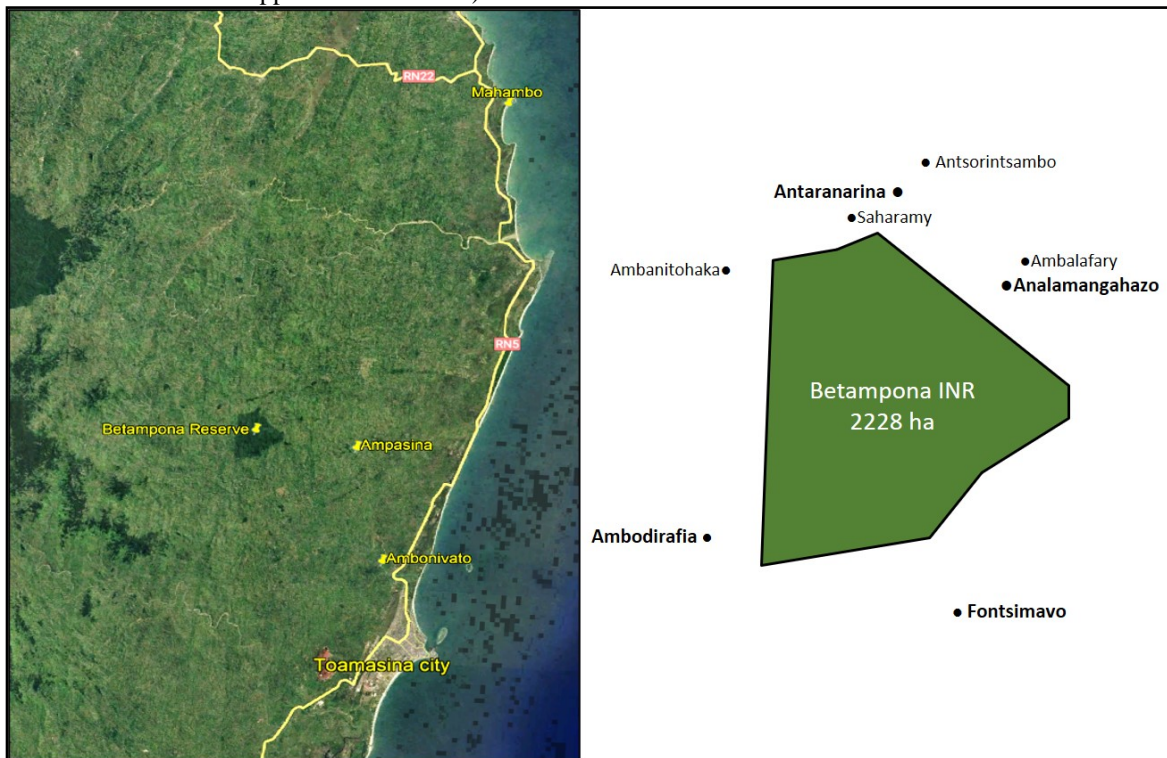 RN22
Mahambo
RN5
Betampona Reserve
Ampasina
Ambonivato
Toamasina city
Antsorintsambo
Antaranarina
Saharamy
Ambanitohaka
Ambalafary
Analamangahazo
Betampona INR
2228 ha
Ambodirafia
Fontsimavo